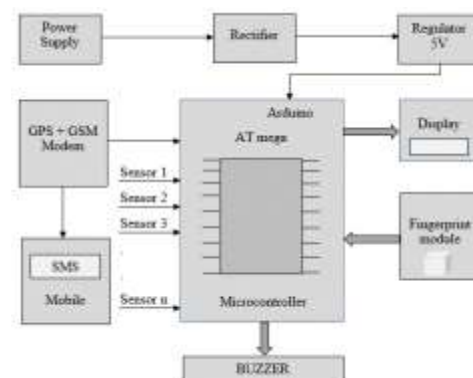 Power
Supply
Rectifier
Regulator
5V
GPS + GSM
Modem
Arduino
AT mega
Display
Sensor 1
Sensor 2
Sensor 3
Fingerprint
module
SMS
Mobile
Sensor n
Microcontroller
BUZZER